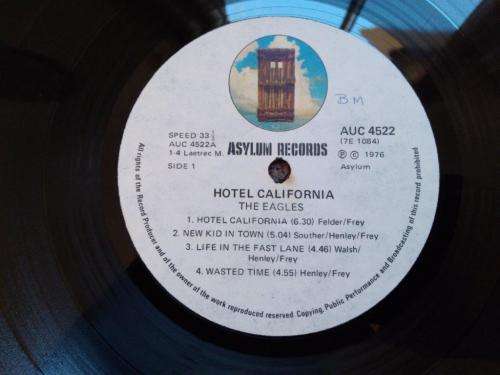 BM
SPEED 33 1/3
AUC 4522A
1-4 Laetrec M.
SIDE 1
ASYLUM RECORDS
AUC 4522
(7E 1084)
℗ © 1976
Asylum
HOTEL CALIFORNIA
THE EAGLES
1. HOTEL CALIFORNIA (6.30) Felder/Frey
2. NEW KID IN TOWN (5.04) Souther/Henley/Frey
3. LIFE IN THE FAST LANE (4.46) Walsh/
Henley/Frey
4. WASTED TIME (4.55) Henley/Frey
All rights of the Record Producer and of the owner of the work reproduced reserved. Copying, Public Performance and Broadcasting of this record prohibited